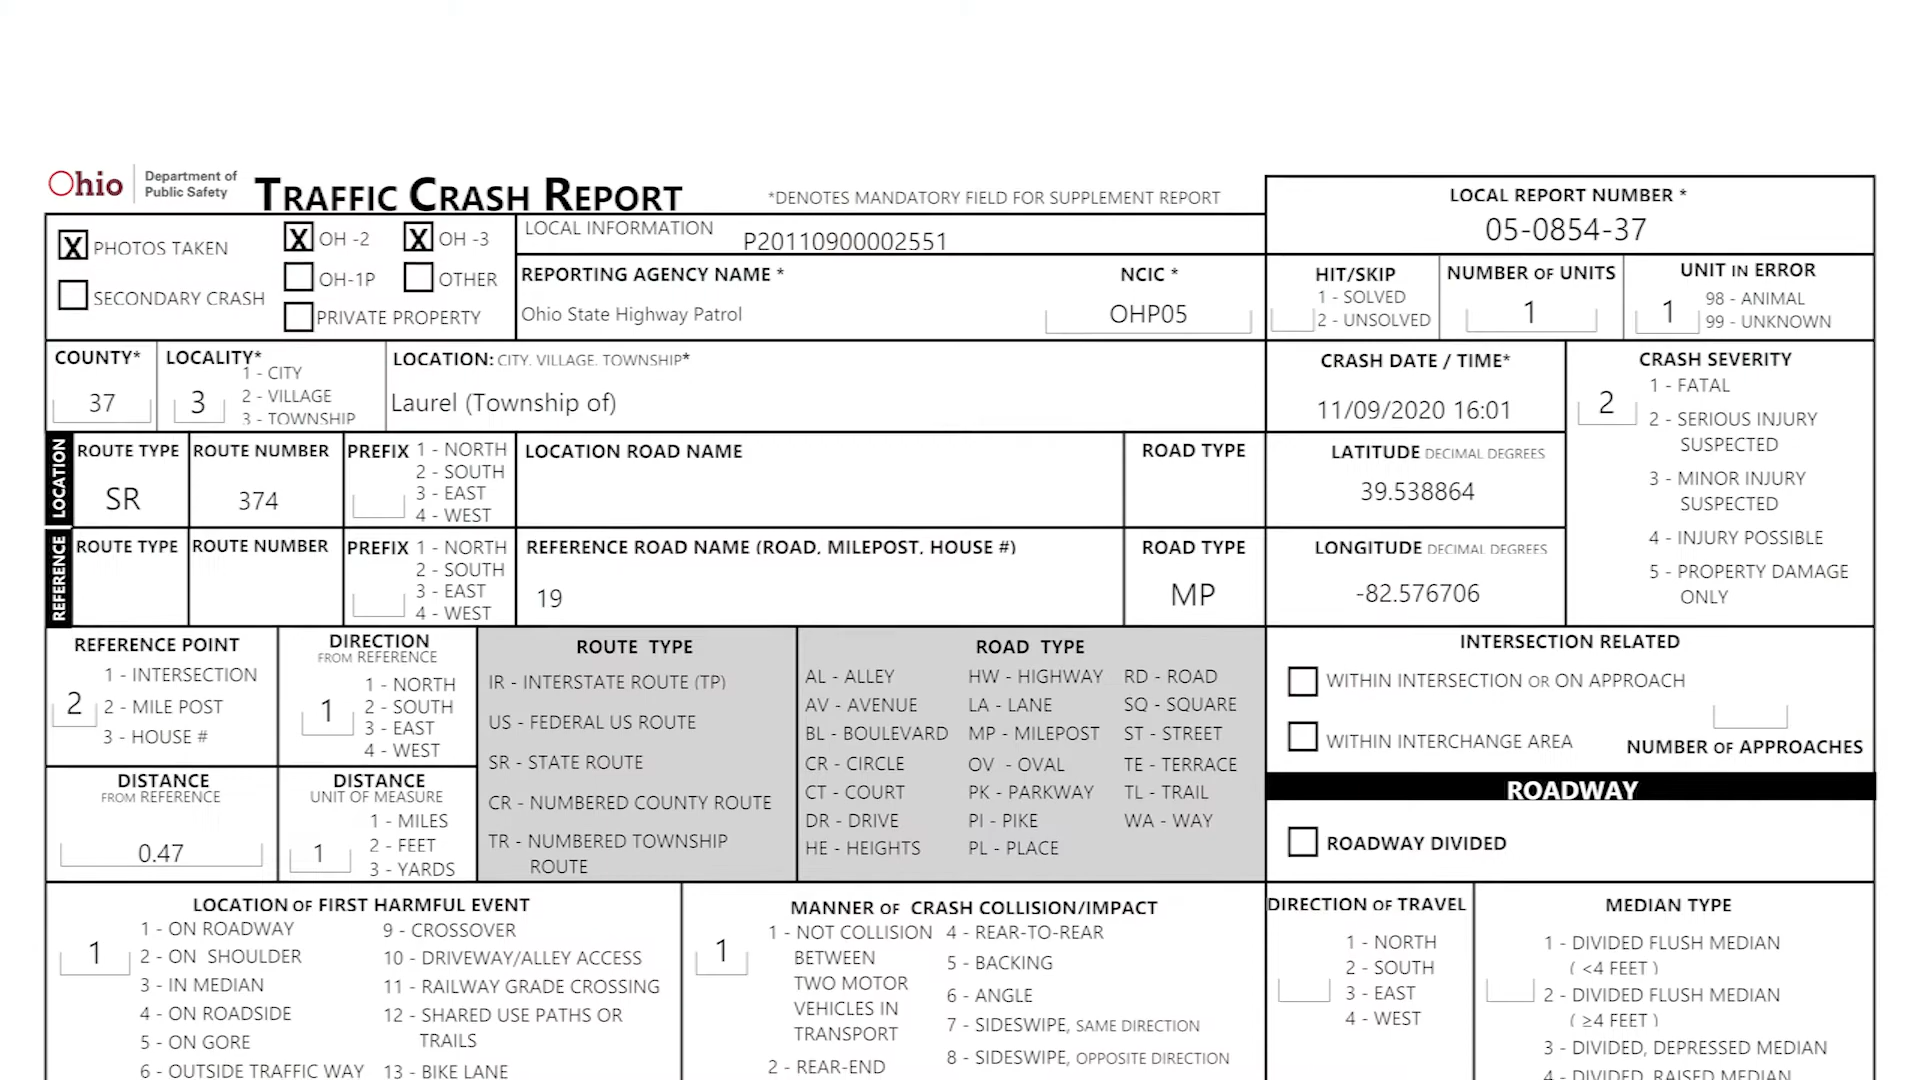 Ohio Department of Public Safety
TRAFFIC CRASH REPORT
*DENOTES MANDATORY FIELD FOR SUPPLEMENT REPORT
LOCAL REPORT NUMBER *
05-0854-37
X PHOTOS TAKEN
SECONDARY CRASH
X OH -2
X OH -3
OH-1P
OTHER
PRIVATE PROPERTY
LOCAL INFORMATION
P20110900002551
REPORTING AGENCY NAME *
Ohio State Highway Patrol
NCIC *
OHP05
HIT/SKIP
1 - SOLVED
2 - UNSOLVED
NUMBER OF UNITS
1
UNIT IN ERROR
1
98 - ANIMAL
99 - UNKNOWN
COUNTY*
37
LOCALITY*
3
1 - CITY
2 - VILLAGE
3 - TOWNSHIP
LOCATION: CITY, VILLAGE, TOWNSHIP*
Laurel (Township of)
CRASH DATE / TIME*
11/09/2020 16:01
CRASH SEVERITY
2
1 - FATAL
2 - SERIOUS INJURY
SUSPECTED
3 - MINOR INJURY
SUSPECTED
4 - INJURY POSSIBLE
5 - PROPERTY DAMAGE
ONLY
LOCATION
ROUTE TYPE
SR
ROUTE NUMBER
374
PREFIX
1 - NORTH
2 - SOUTH
3 - EAST
4 - WEST
LOCATION ROAD NAME
ROAD TYPE
LATITUDE DECIMAL DEGREES
39.538864
REFERENCE
ROUTE TYPE
ROUTE NUMBER
PREFIX
1 - NORTH
2 - SOUTH
3 - EAST
4 - WEST
REFERENCE ROAD NAME (ROAD, MILEPOST, HOUSE #)
19
ROAD TYPE
MP
LONGITUDE DECIMAL DEGREES
-82.576706
REFERENCE POINT
2
1 - INTERSECTION
2 - MILE POST
3 - HOUSE #
DIRECTION
FROM REFERENCE
1
1 - NORTH
2 - SOUTH
3 - EAST
4 - WEST
DISTANCE
FROM REFERENCE
0.47
DISTANCE
UNIT OF MEASURE
1
1 - MILES
2 - FEET
3 - YARDS
ROUTE TYPE
IR - INTERSTATE ROUTE (TP)
US - FEDERAL US ROUTE
SR - STATE ROUTE
CR - NUMBERED COUNTY ROUTE
TR - NUMBERED TOWNSHIP
ROUTE
ROAD TYPE
AL - ALLEY
AV - AVENUE
BL - BOULEVARD
CR - CIRCLE
CT - COURT
DR - DRIVE
HE - HEIGHTS
HW - HIGHWAY
LA - LANE
MP - MILEPOST
OV - OVAL
PK - PARKWAY
PI - PIKE
PL - PLACE
RD - ROAD
SQ - SQUARE
ST - STREET
TE - TERRACE
TL - TRAIL
WA - WAY
INTERSECTION RELATED
WITHIN INTERSECTION OR ON APPROACH
WITHIN INTERCHANGE AREA
NUMBER OF APPROACHES
ROADWAY
ROADWAY DIVIDED
LOCATION OF FIRST HARMFUL EVENT
1
1 - ON ROADWAY
2 - ON SHOULDER
3 - IN MEDIAN
4 - ON ROADSIDE
5 - ON GORE
6 - OUTSIDE TRAFFIC WAY
9 - CROSSOVER
10 - DRIVEWAY/ALLEY ACCESS
11 - RAILWAY GRADE CROSSING
12 - SHARED USE PATHS OR
TRAILS
13 - BIKE LANE
MANNER OF CRASH COLLISION/IMPACT
1
1 - NOT COLLISION
BETWEEN
TWO MOTOR
VEHICLES IN
TRANSPORT
2 - REAR-END
4 - REAR-TO-REAR
5 - BACKING
6 - ANGLE
7 - SIDESWIPE, SAME DIRECTION
8 - SIDESWIPE, OPPOSITE DIRECTION
DIRECTION OF TRAVEL
1 - NORTH
2 - SOUTH
3 - EAST
4 - WEST
MEDIAN TYPE
1 - DIVIDED FLUSH MEDIAN
( <4 FEET )
2 - DIVIDED FLUSH MEDIAN
( ≥4 FEET )
3 - DIVIDED, DEPRESSED MEDIAN
4 - DIVIDED, RAISED MEDIAN